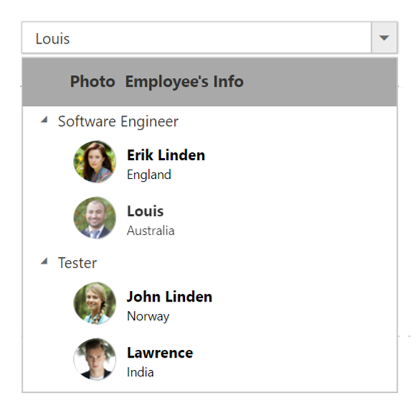 Louis
Photo Employee's Info
Software Engineer
Erik Linden
England
Louis
Australia
Tester
John Linden
Norway
Lawrence
India